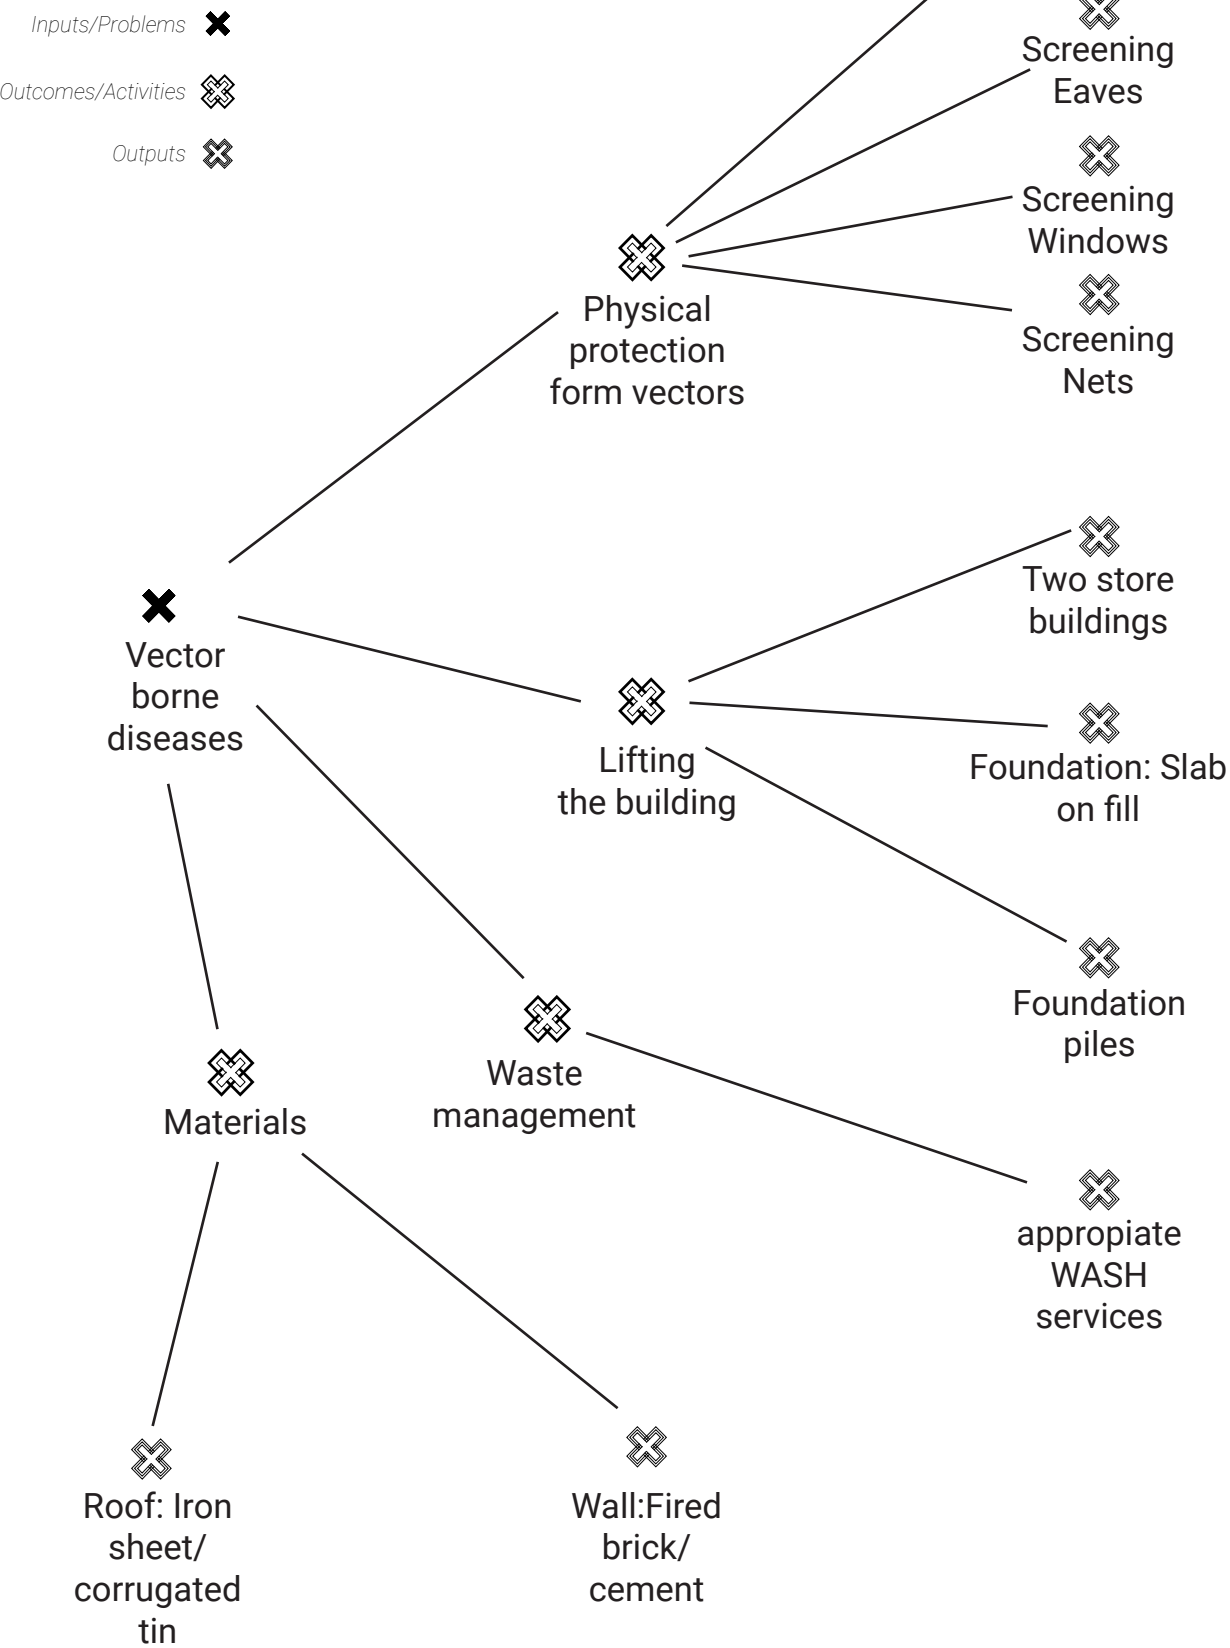 Inputs/Problems
Outcomes/Activities
Outputs
Screening
Eaves
Screening
Windows
Screening
Nets
Physical
protection
form vectors
Two store
buildings
Vector
borne
diseases
Lifting
the building
Foundation: Slab
on fill
Foundation
piles
Waste
management
Materials
appropiate
WASH
services
Roof: Iron
sheet/
corrugated
tin
Wall:Fired
brick/
cement